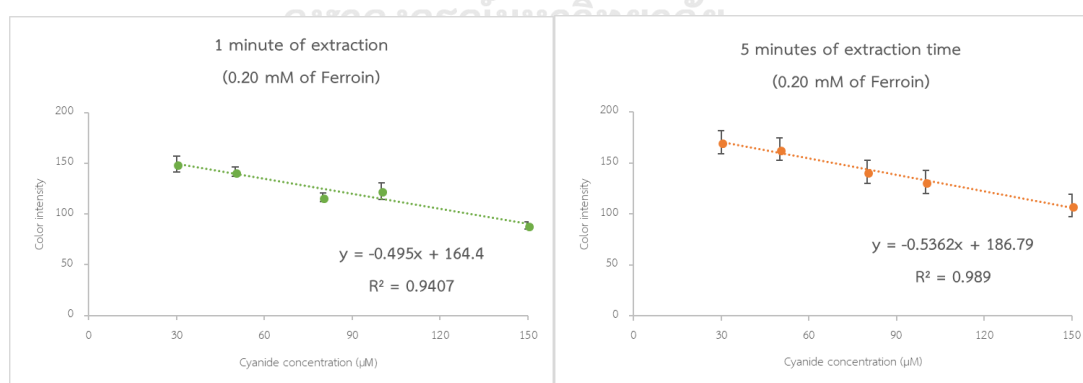 1 minute of extraction
(0.20 mM of Ferroin)
200
150
100
50
0
0 30 60 90 120 150
Color intensity
Cyanide concentration (µM)
y = -0.495x + 164.4
R² = 0.9407
5 minutes of extraction time
(0.20 mM of Ferroin)
200
150
100
50
0
0 30 60 90 120 150
Color intensity
Cyanide concentration (µM)
y = -0.5362x + 186.79
R² = 0.989